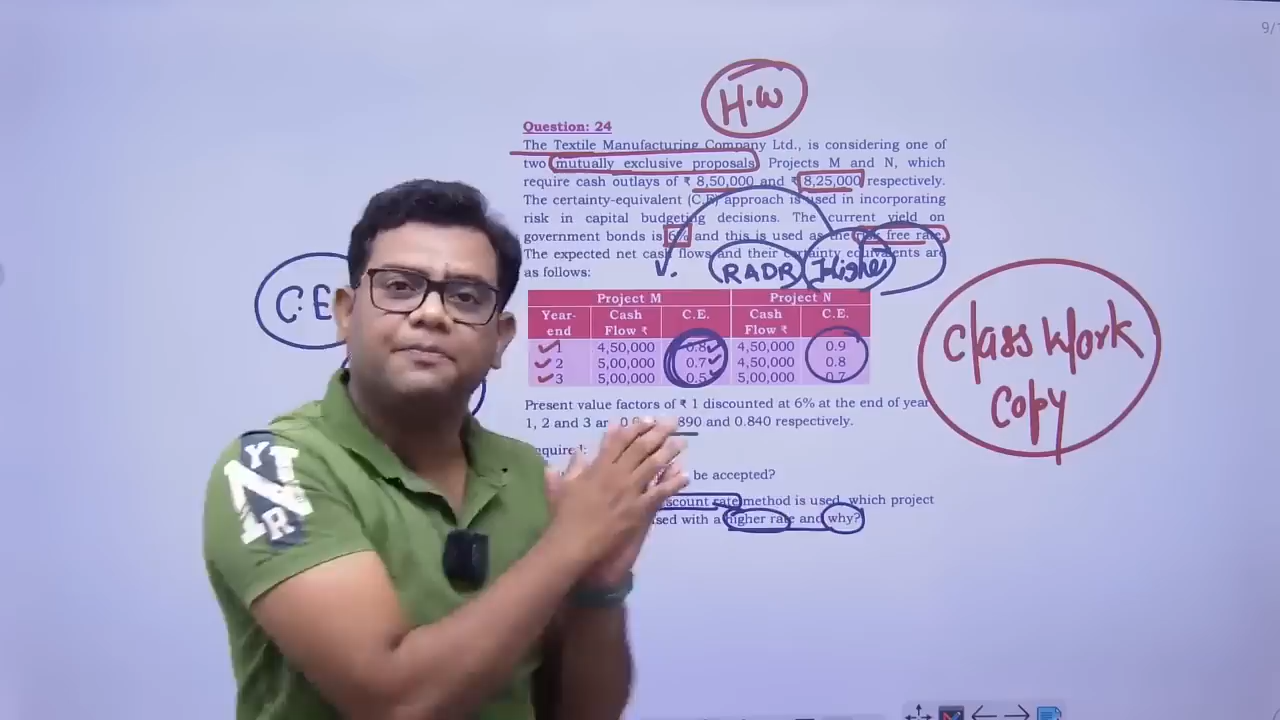 9/1
H.W
Question: 24
The Textile Manufacturing Company Ltd., is considering one of
two mutually exclusive proposals, Projects M and N, which
require cash outlays of ₹ 8,50,000 and ₹ 8,25,000 respectively.
The certainty-equivalent (C.E) approach is used in incorporating
risk in capital budgeting decisions. The current yield on
government bonds is 6% and this is used as the free rate.
The expected net cash flows and their certainty equivalents are
as follows:
RADR Higher
C.E
Project M Project N
Year-end Cash Flow ₹ C.E. Cash Flow ₹ C.E.
1 4,50,000 0.8 4,50,000 0.9
2 5,00,000 0.7 4,50,000 0.8
3 5,00,000 0.5 5,00,000 0.7
Class Work
Copy
Present value factors of ₹ 1 discounted at 6% at the end of year
1, 2 and 3 are 890 and 0.840 respectively.
be accepted?
rate method is used, which project
with a higher rate and why?
YT
N
R